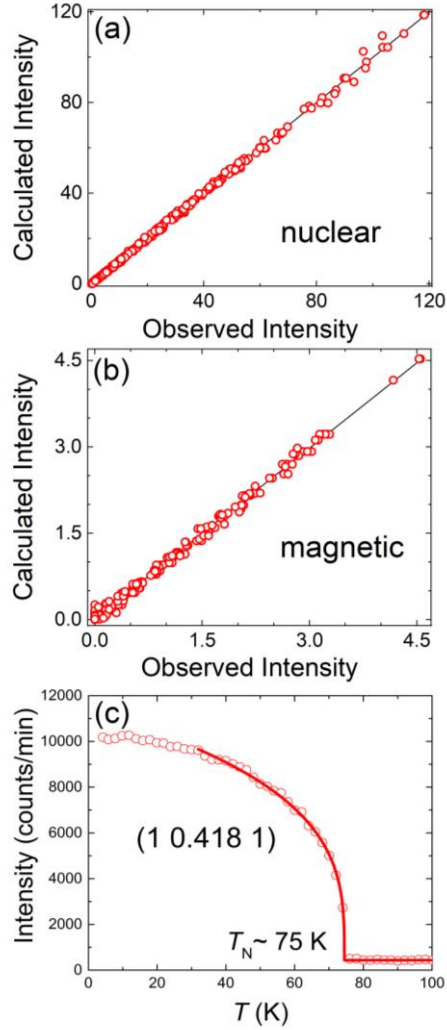 (a)
120
80
40
0
Calculated Intensity
nuclear
0 40 80 120
Observed Intensity
(b)
4.5
3.0
1.5
0.0
Calculated Intensity
magnetic
0.0 1.5 3.0 4.5
Observed Intensity
(c)
12000
10000
8000
6000
4000
2000
0
Intensity (counts/min)
(1 0.418 1)
T_N ~ 75 K
0 20 40 60 80 100
T (K)